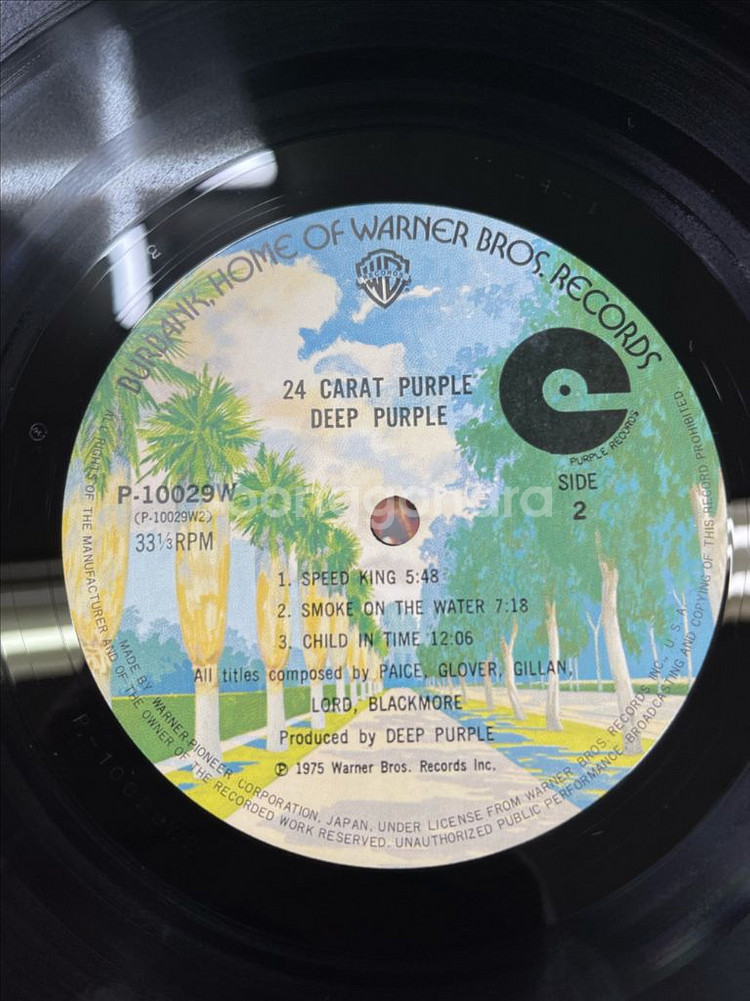 BURBANK, HOME OF WARNER BROS. RECORDS
WB
RECORDS
24 CARAT PURPLE
DEEP PURPLE
PURPLE RECORDS
SIDE
2
P-10029W
(P-10029W2)
33⅓RPM
1. SPEED KING 5:48
2. SMOKE ON THE WATER 7:18
3. CHILD IN TIME 12:06
All titles composed by PAICE, GLOVER, GILLAN,
LORD, BLACKMORE
Produced by DEEP PURPLE
Ⓟ 1975 Warner Bros. Records Inc.
MADE BY WARNER-PIONEER CORPORATION, JAPAN, UNDER LICENSE FROM WARNER BROS. RECORDS INC., U.S.A.
ALL RIGHTS OF THE MANUFACTURER AND OF THE OWNER OF THE RECORDED WORK RESERVED. UNAUTHORIZED PUBLIC PERFORMANCE, BROADCASTING AND COPYING OF THIS RECORD PROHIBITED.